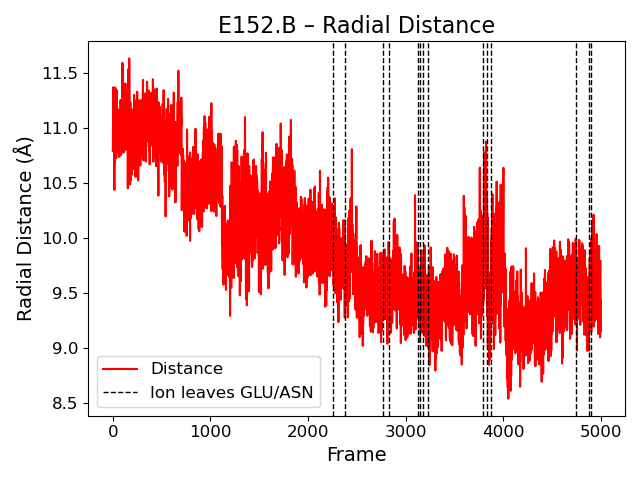 E152.B – Radial Distance
Radial Distance (Å)
11.5
11.0
10.5
10.0
9.5
9.0
8.5
Distance
Ion leaves GLU/ASN
0 1000 2000 3000 4000 5000
Frame